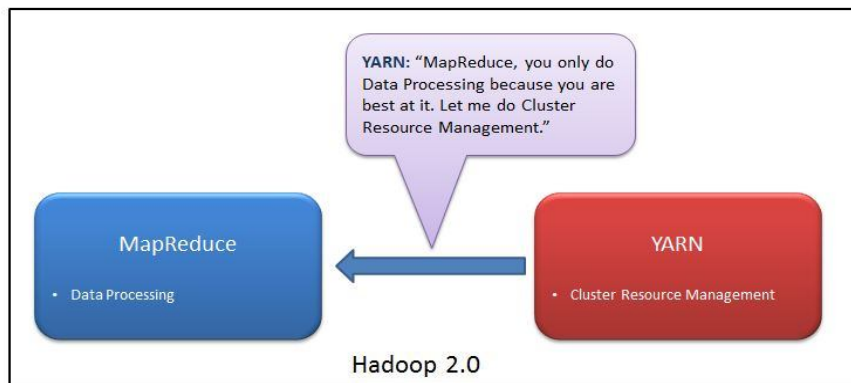 YARN: “MapReduce, you only do
Data Processing because you are
best at it. Let me do Cluster
Resource Management.”
MapReduce
• Data Processing
YARN
• Cluster Resource Management
Hadoop 2.0